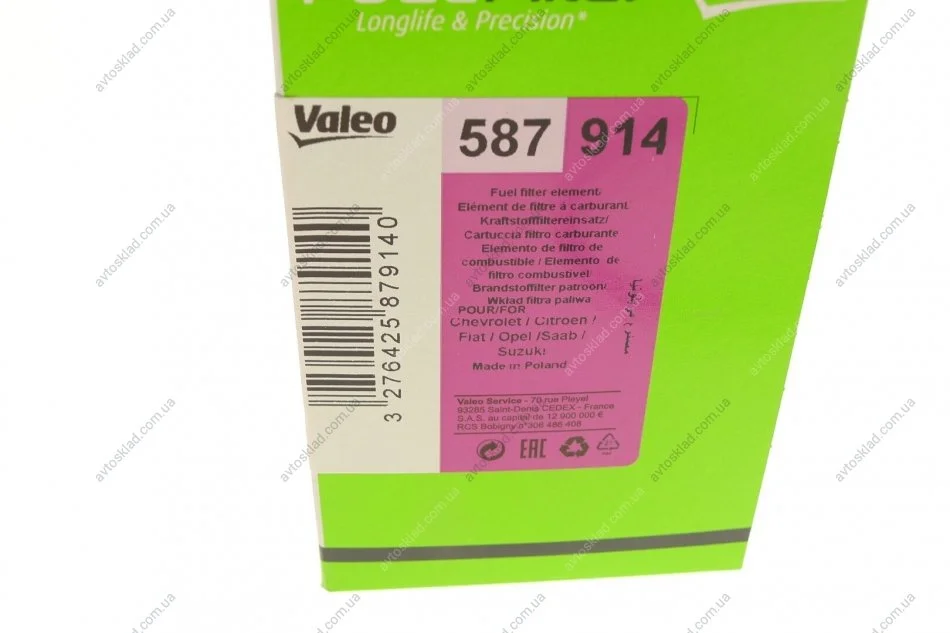 Longlife & Precision*
Valeo
587 914
Fuel filter element/
Elément de filtre à carburant
Kraftstofffiltereinsatz/
Cartuccia filtro carburante
Elemento de filtro de
combustible / Elemento de
filtro combustivel
Brandstoffilter patroon/
Wkład filtra paliwa
POUR/FOR
Chevrolet / Citroën /
Fiat / Opel /Saab /
Suzuki
Made in Poland
Valeo Service - 70 rue Pleyel
93285 Saint-Denis CEDEX - France
S.A.S. au capital de 12 900 000 €
RCS Bobigny n°306 486 408
EAC
3 276425 879140
avtosklad.com.ua